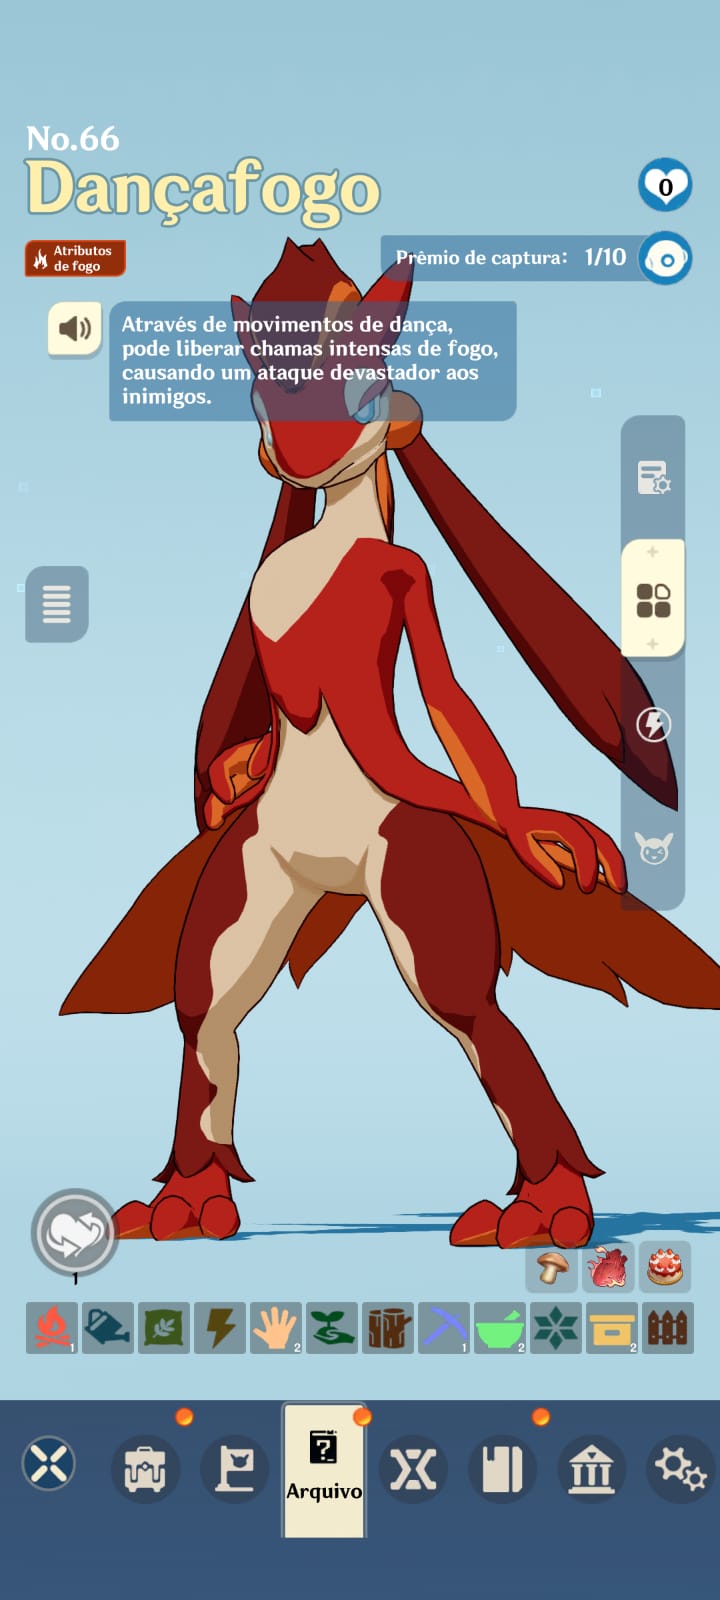 No.66
Dançafogo
0
Atributos
de fogo
Prêmio de captura: 1/10
Através de movimentos de dança,
pode liberar chamas intensas de fogo,
causando um ataque devastador aos
inimigos.
1
1 2 1 2 2
Arquivo